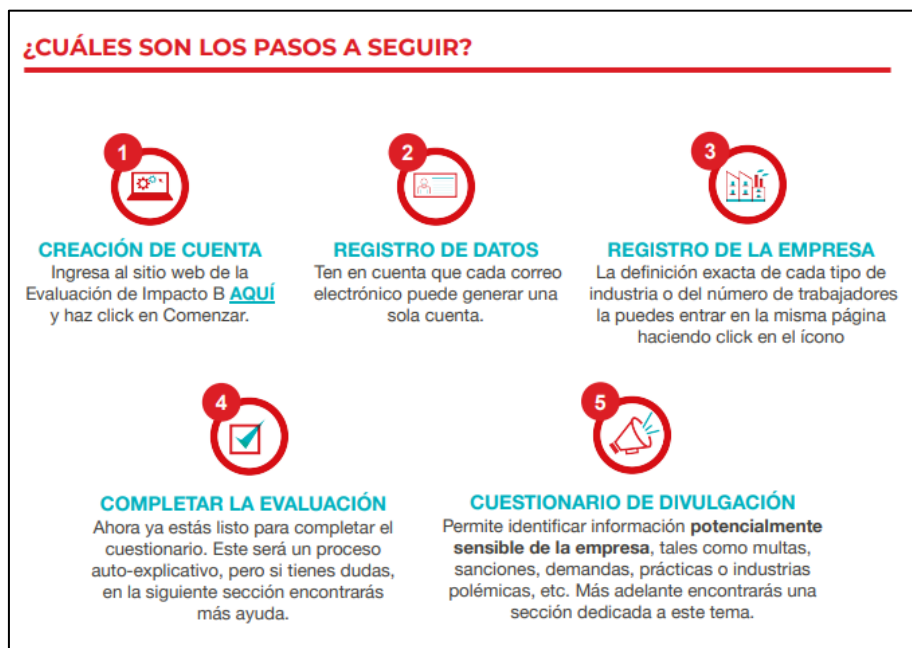 ¿CUÁLES SON LOS PASOS A SEGUIR?
1
CREACIÓN DE CUENTA
Ingresa al sitio web de la
Evaluación de Impacto B AQUÍ
y haz click en Comenzar.
2
REGISTRO DE DATOS
Ten en cuenta que cada correo
electrónico puede generar una
sola cuenta.
3
REGISTRO DE LA EMPRESA
La definición exacta de cada tipo de
industria o del número de trabajadores
la puedes entrar en la misma página
haciendo click en el ícono
4
COMPLETAR LA EVALUACIÓN
Ahora ya estás listo para completar el
cuestionario. Este será un proceso
auto-explicativo, pero si tienes dudas,
en la siguiente sección encontrarás
más ayuda.
5
CUESTIONARIO DE DIVULGACIÓN
Permite identificar información potencialmente
sensible de la empresa, tales como multas,
sanciones, demandas, prácticas o industrias
polémicas, etc. Más adelante encontrarás una
sección dedicada a este tema.